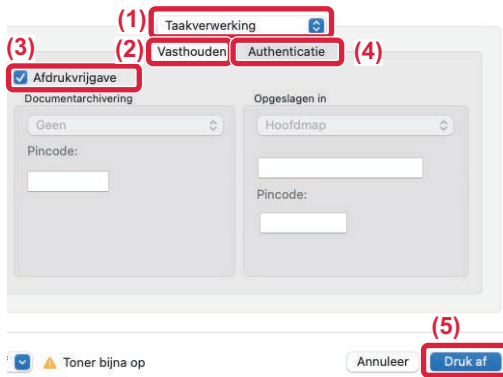 (1)
Taakverwerking
(2) Vasthouden Authenticatie (4)
(3)
Afdrukvrijgave
Documentarchivering Opgeslagen in
Geen Hoofdmap
Pincode:
Pincode:
(5)
Toner bijna op Annuleer Druk af